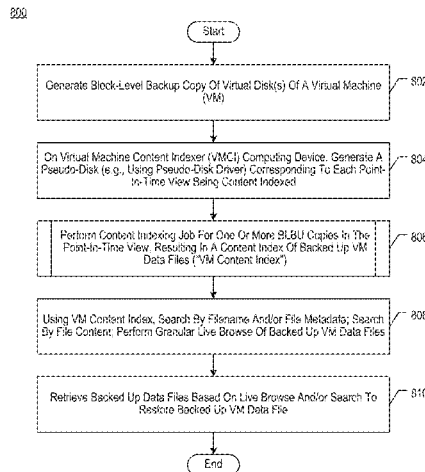 800
Start
Generate Block-Level Backup Copy Of Virtual Disk(s) Of A Virtual Machine
(VM)
802
On Virtual Machine Content Indexer (VMCI) Computing Device, Generate A
Pseudo-Disk (e.g., Using Pseudo-Disk Driver) Corresponding To Each Point-
In-Time View Being Content Indexed
804
Perform Content Indexing Job For One Or More BLBU Copies In The
Point-In-Time View, Resulting In A Content Index Of Backed Up VM
Data Files ("VM Content Index")
806
Using VM Content Index, Search By Filename And/or File Metadata; Search
By File Content; Perform Granular Live Browse Of Backed Up VM Data Files
808
Retrieve Backed Up Data Files Based On Live Browse And/or Search To
Restore Backed Up VM Data File
810
End